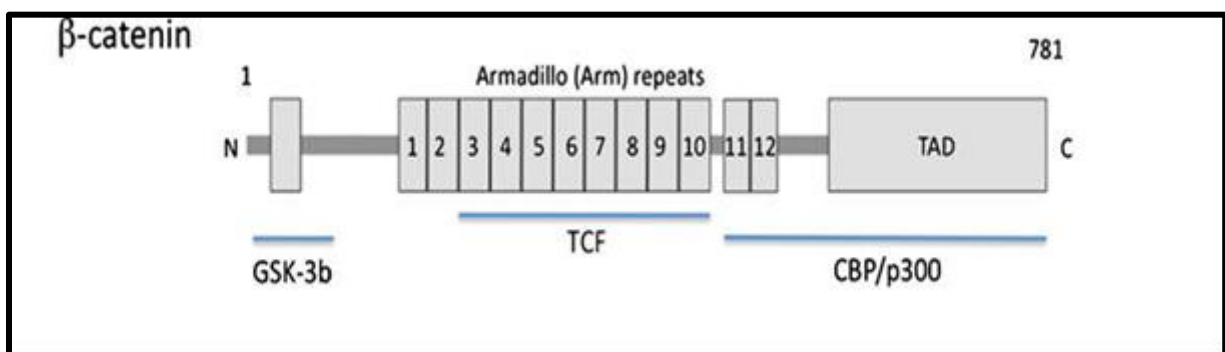 β-catenin
781
1
Armadillo (Arm) repeats
N 1 2 3 4 5 6 7 8 9 10 11 12 TAD C
TCF
GSK-3b
CBP/p300